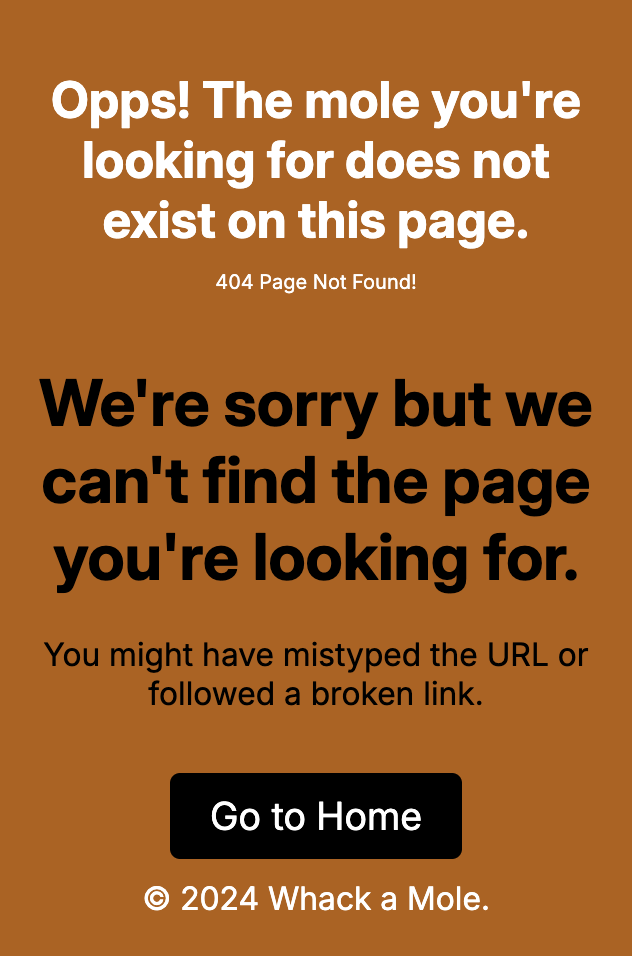 Opps! The mole you're
looking for does not
exist on this page.
404 Page Not Found!
We're sorry but we
can't find the page
you're looking for.
You might have mistyped the URL or
followed a broken link.
Go to Home
© 2024 Whack a Mole.